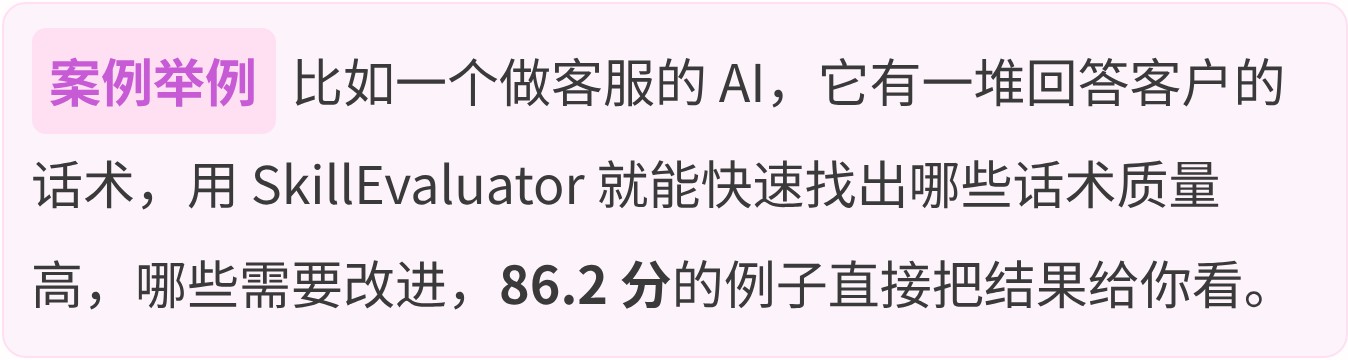 案例举例 比如一个做客服的 AI，它有一堆回答客户的
话术，用 SkillEvaluator 就能快速找出哪些话术质量
高，哪些需要改进，86.2 分的例子直接把结果给你看。